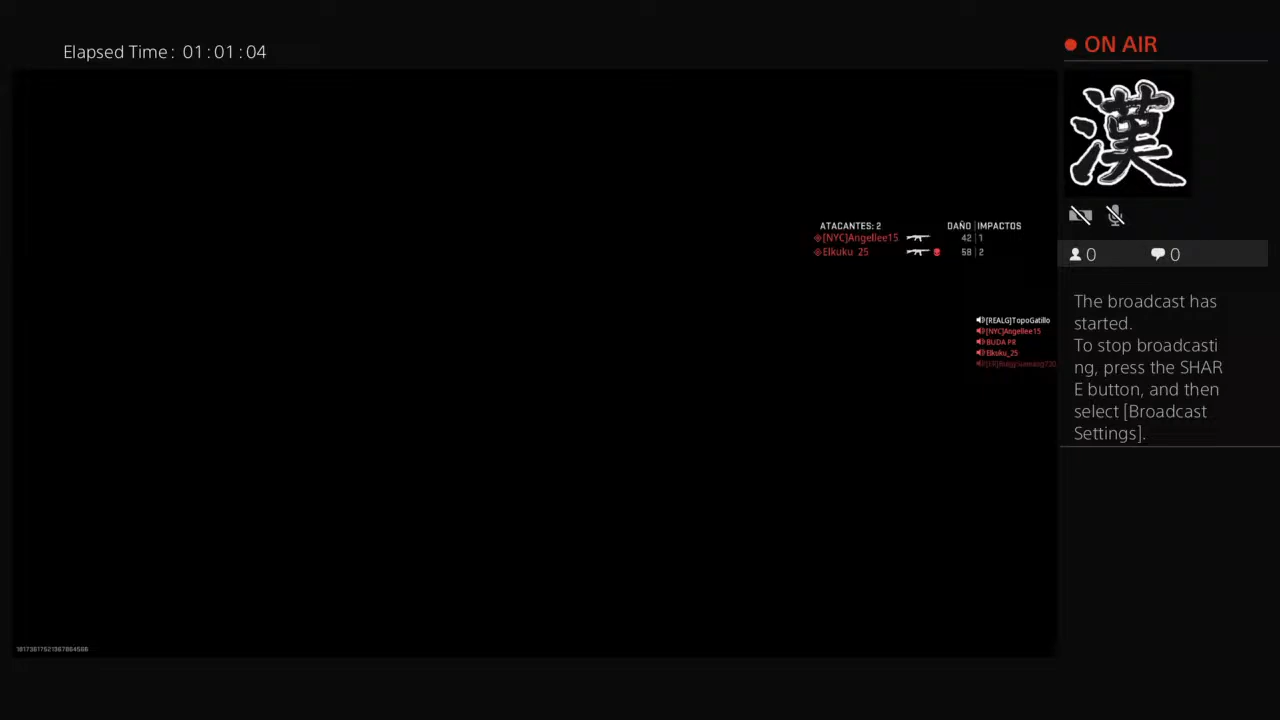 Elapsed Time: 01:01:04
ON AIR
漢
ATACANTES: 2 DAÑO IMPACTOS
[NYC]Angellee15 42 1
Elkuku 25 58 2
0 0
[REALG]TopoGatillo
[NYC]Angellee15
BUDA PR
Elkuku_25
The broadcast has
started.
To stop broadcasti
ng, press the SHAR
E button, and then
select [Broadcast
Settings].